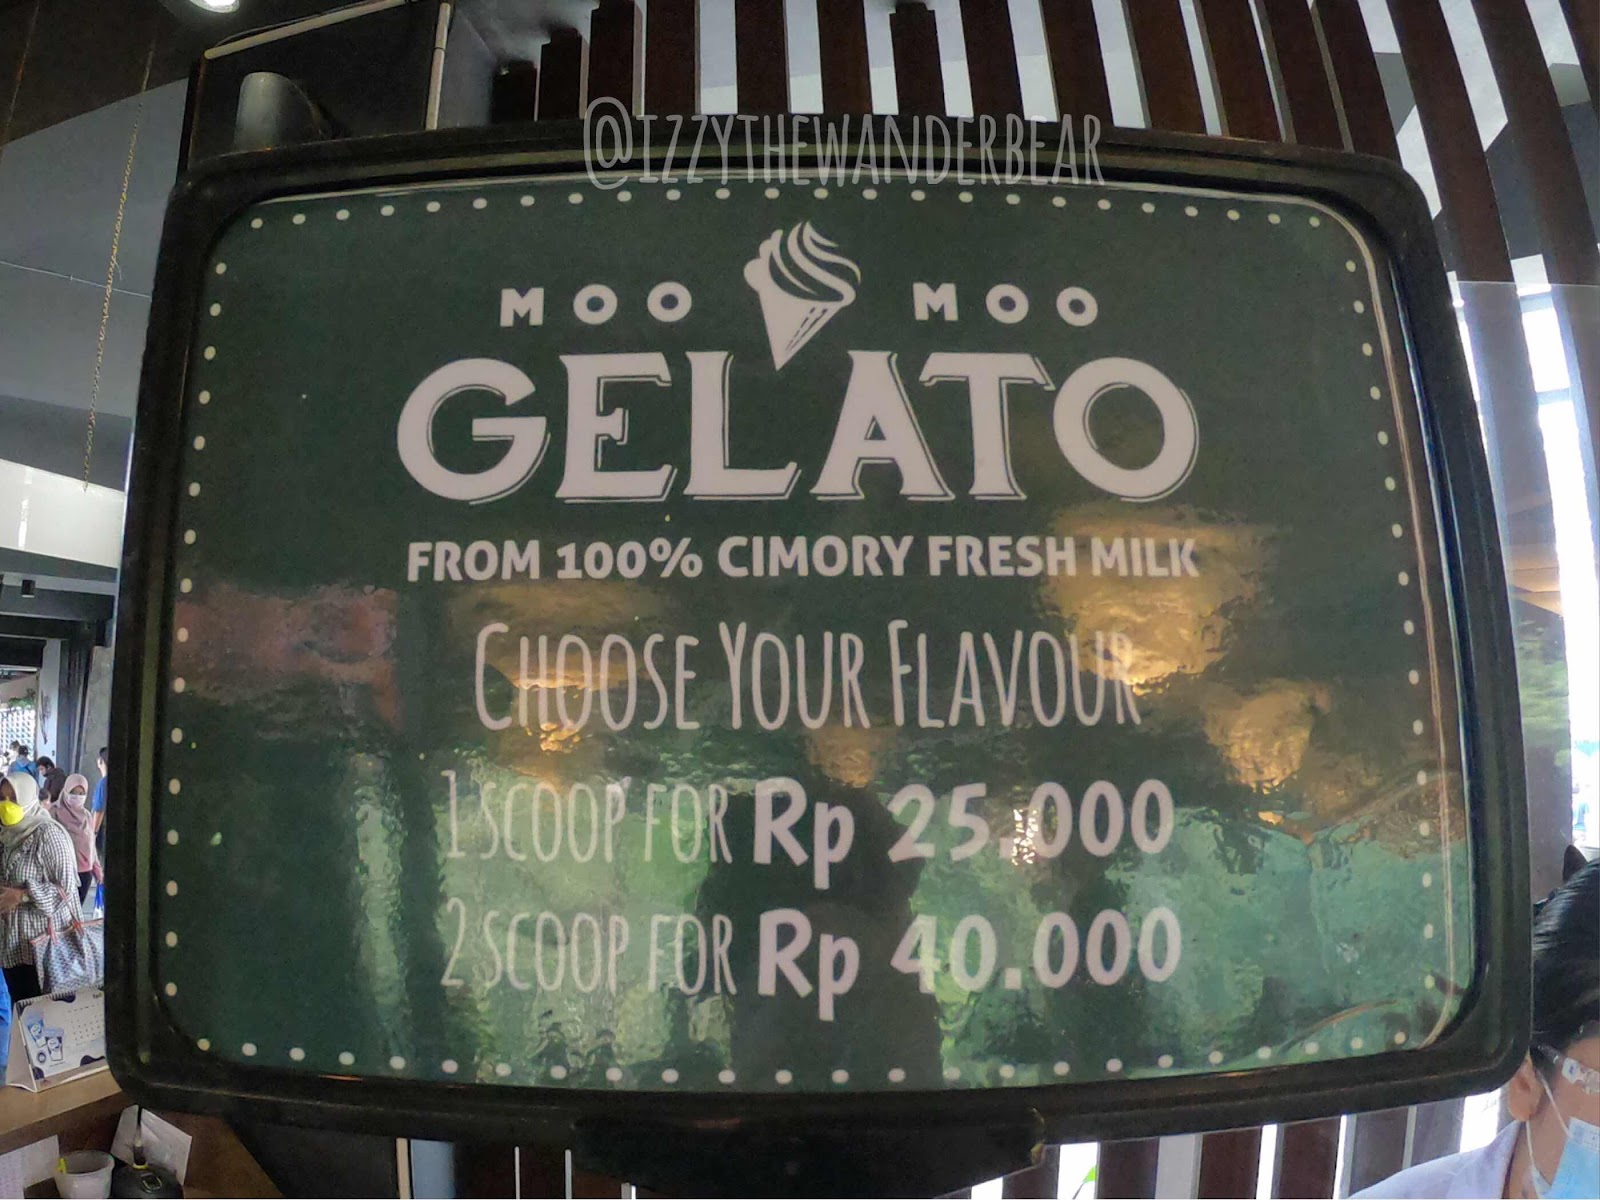 @IZZYTHEWANDERBEAR
MOO MOO
GELATO
FROM 100% CIMORY FRESH MILK
CHOOSE YOUR FLAVOUR
1 SCOOP FOR Rp 25.000
2 SCOOP FOR Rp 40.000